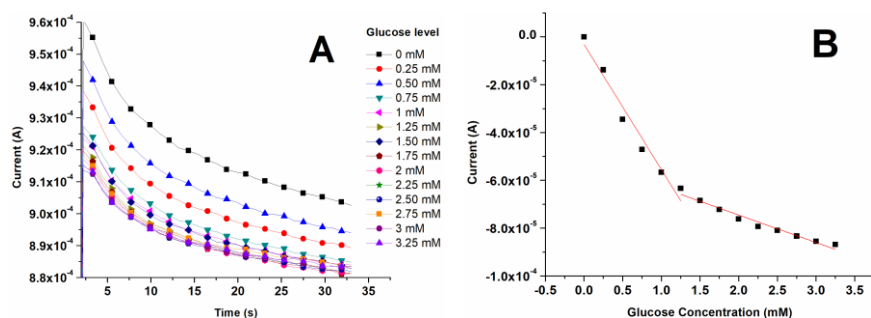 A
Glucose level
0 mM
0.25 mM
0.50 mM
0.75 mM
1 mM
1.25 mM
1.50 mM
1.75 mM
2 mM
2.25 mM
2.50 mM
2.75 mM
3 mM
3.25 mM
Current (A)
9.6x10⁻⁴
9.5x10⁻⁴
9.4x10⁻⁴
9.3x10⁻⁴
9.2x10⁻⁴
9.1x10⁻⁴
9.0x10⁻⁴
8.9x10⁻⁴
8.8x10⁻⁴
5 10 15 20 25 30 35
Time (s)
B
Current (A)
0.0
-2.0x10⁻⁵
-4.0x10⁻⁵
-6.0x10⁻⁵
-8.0x10⁻⁵
-1.0x10⁻⁴
-0.5 0.0 0.5 1.0 1.5 2.0 2.5 3.0 3.5
Glucose Concentration (mM)